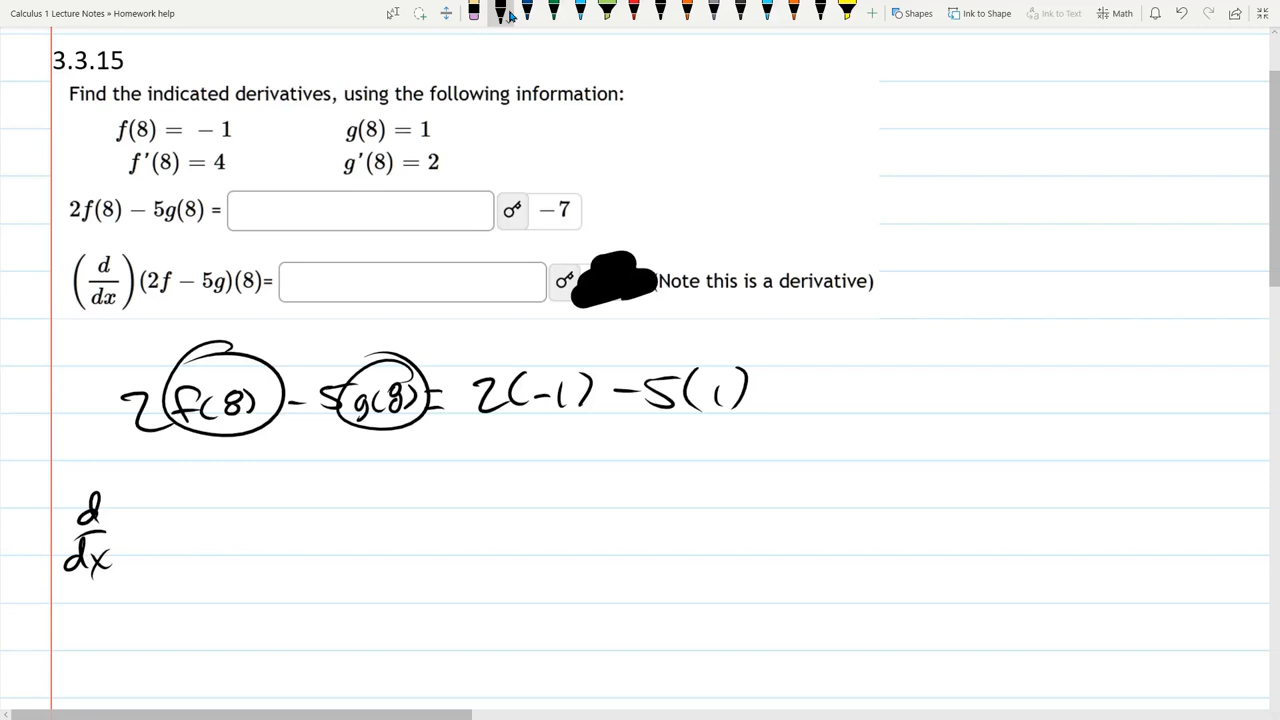 Calculus 1 Lecture Notes » Homework help
Shapes Ink to Shape Ink to Text Math
3.3.15
Find the indicated derivatives, using the following information:
f(8) = − 1 g(8) = 1
f'(8) = 4 g'(8) = 2
2f(8) − 5g(8) = −7
(d/dx)(2f − 5g)(8)= (Note this is a derivative)
2f(8) - 5g(8) = 2(-1) - 5(1)
d
dx